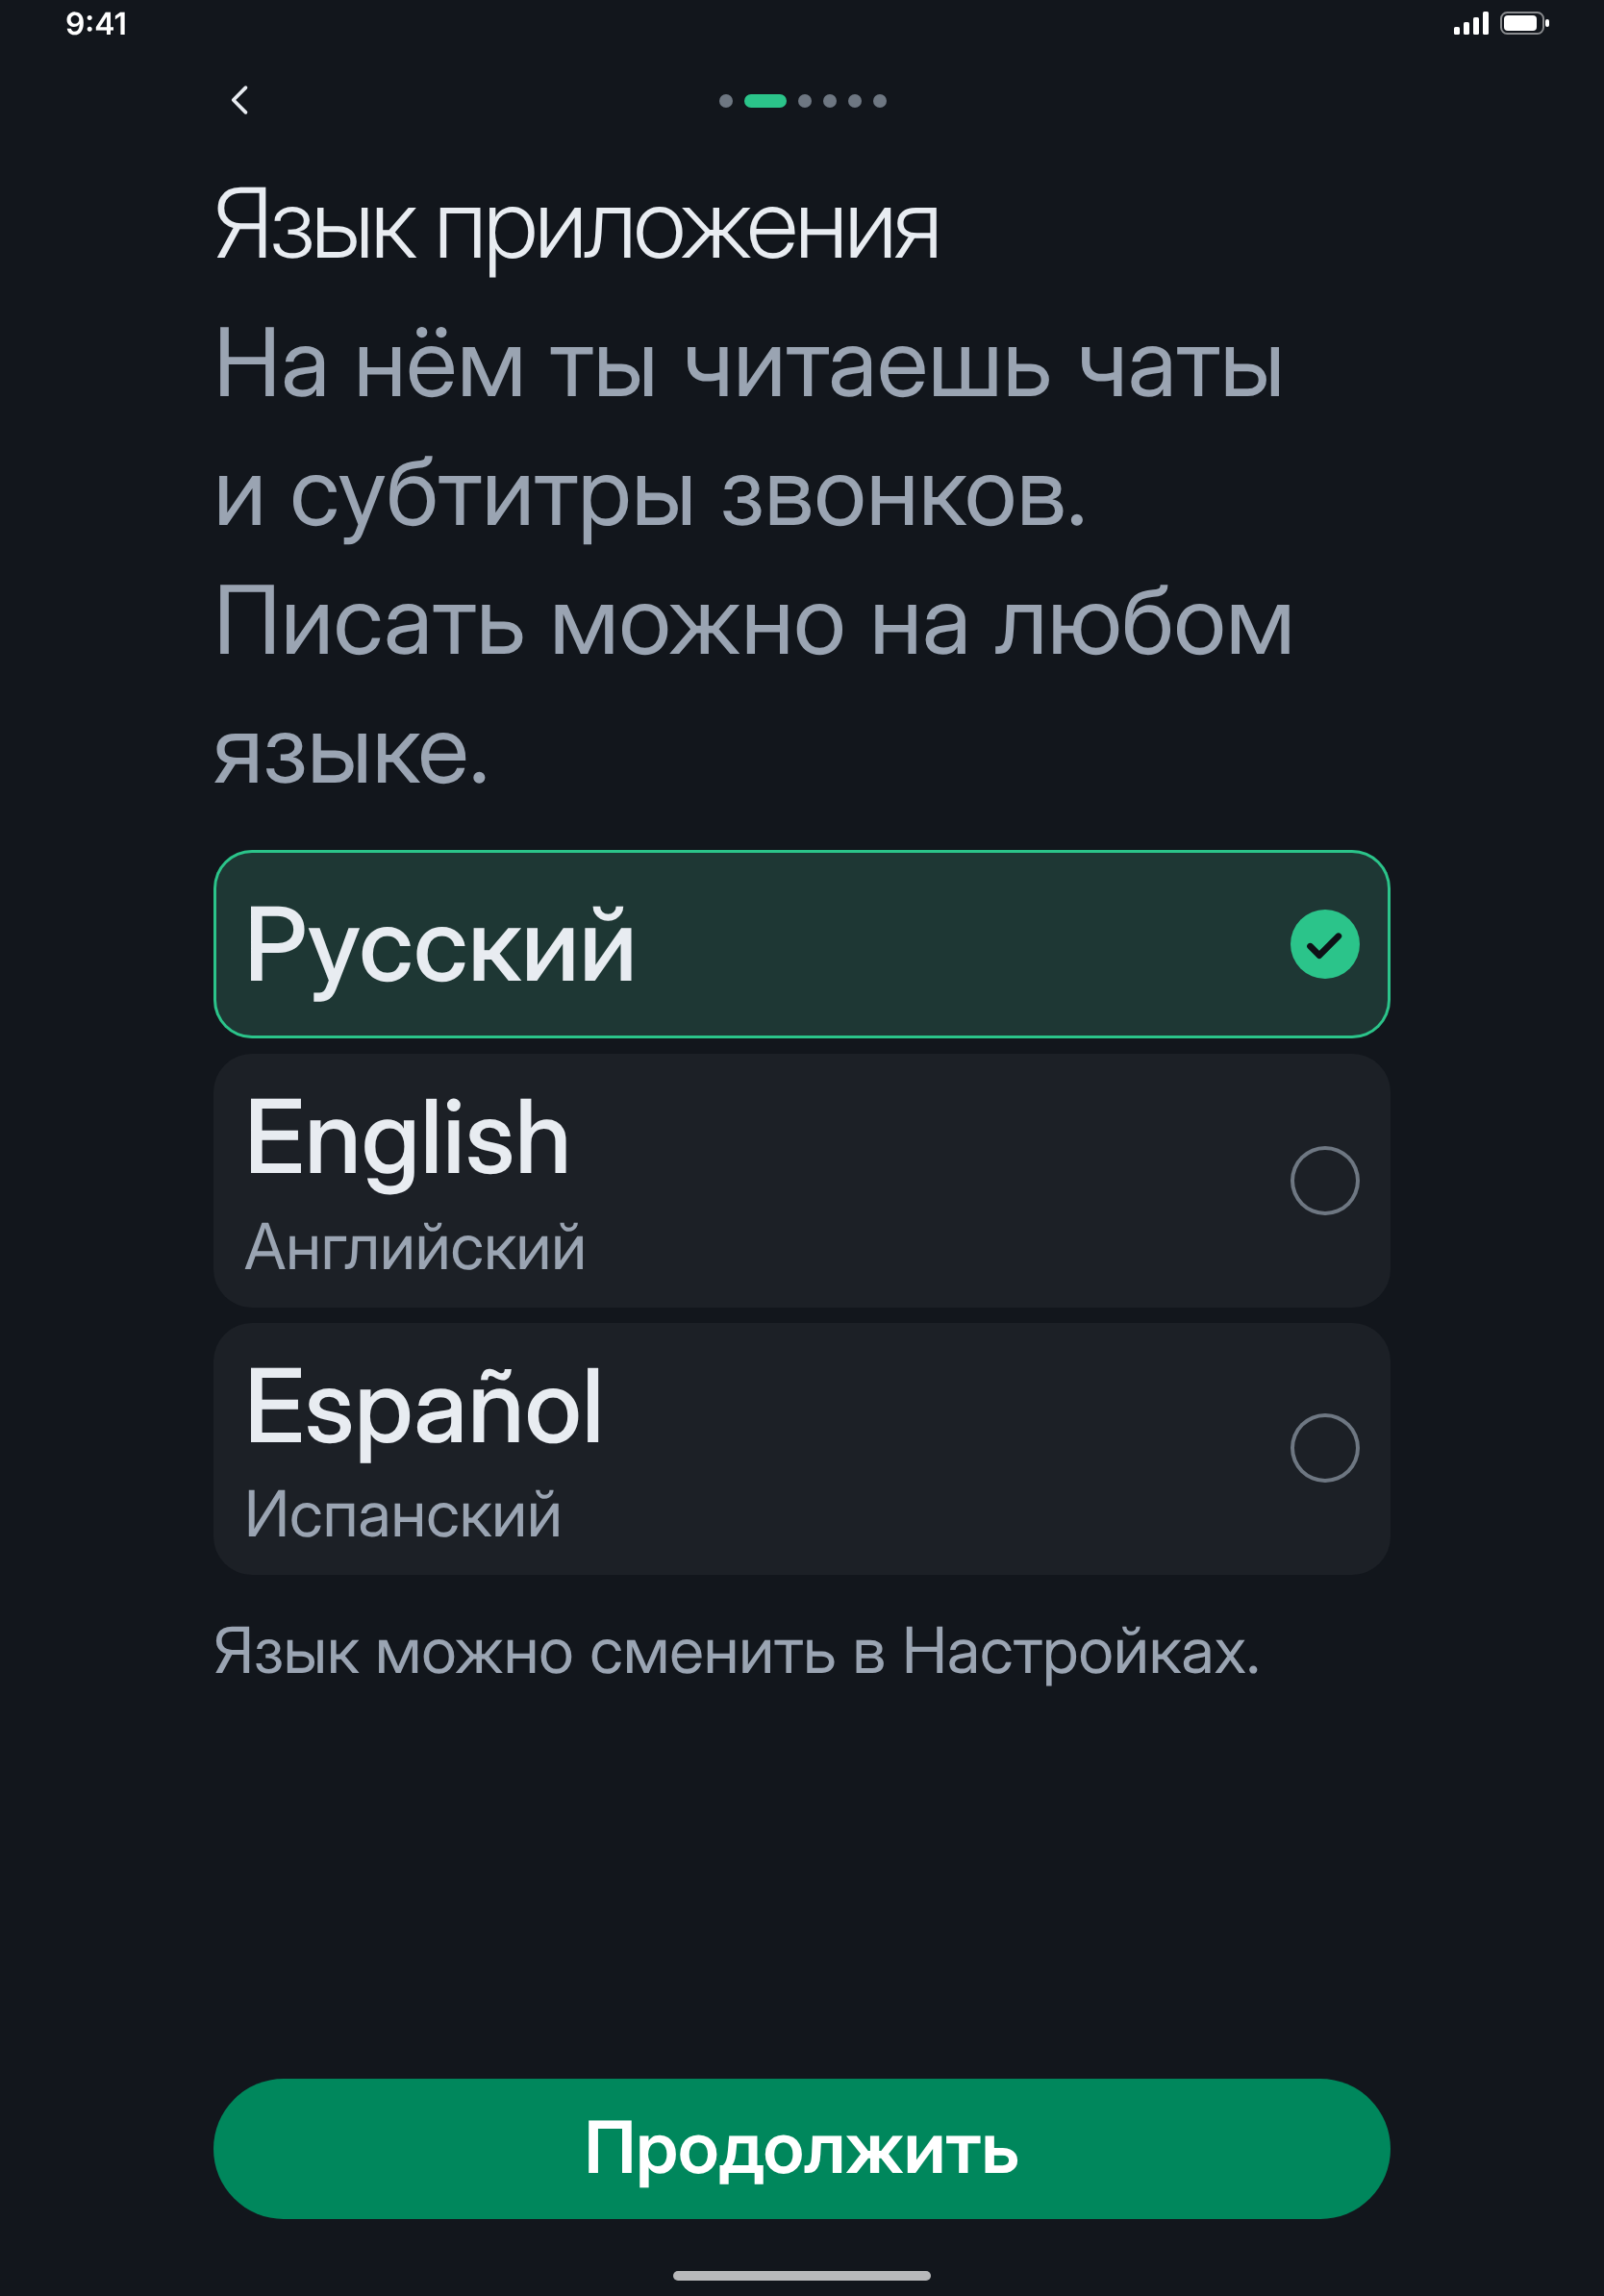 9:41
Язык приложения
На нём ты читаешь чаты
и субтитры звонков.
Писать можно на любом
языке.
Русский
English
Английский
Español
Испанский
Язык можно сменить в Настройках.
Продолжить